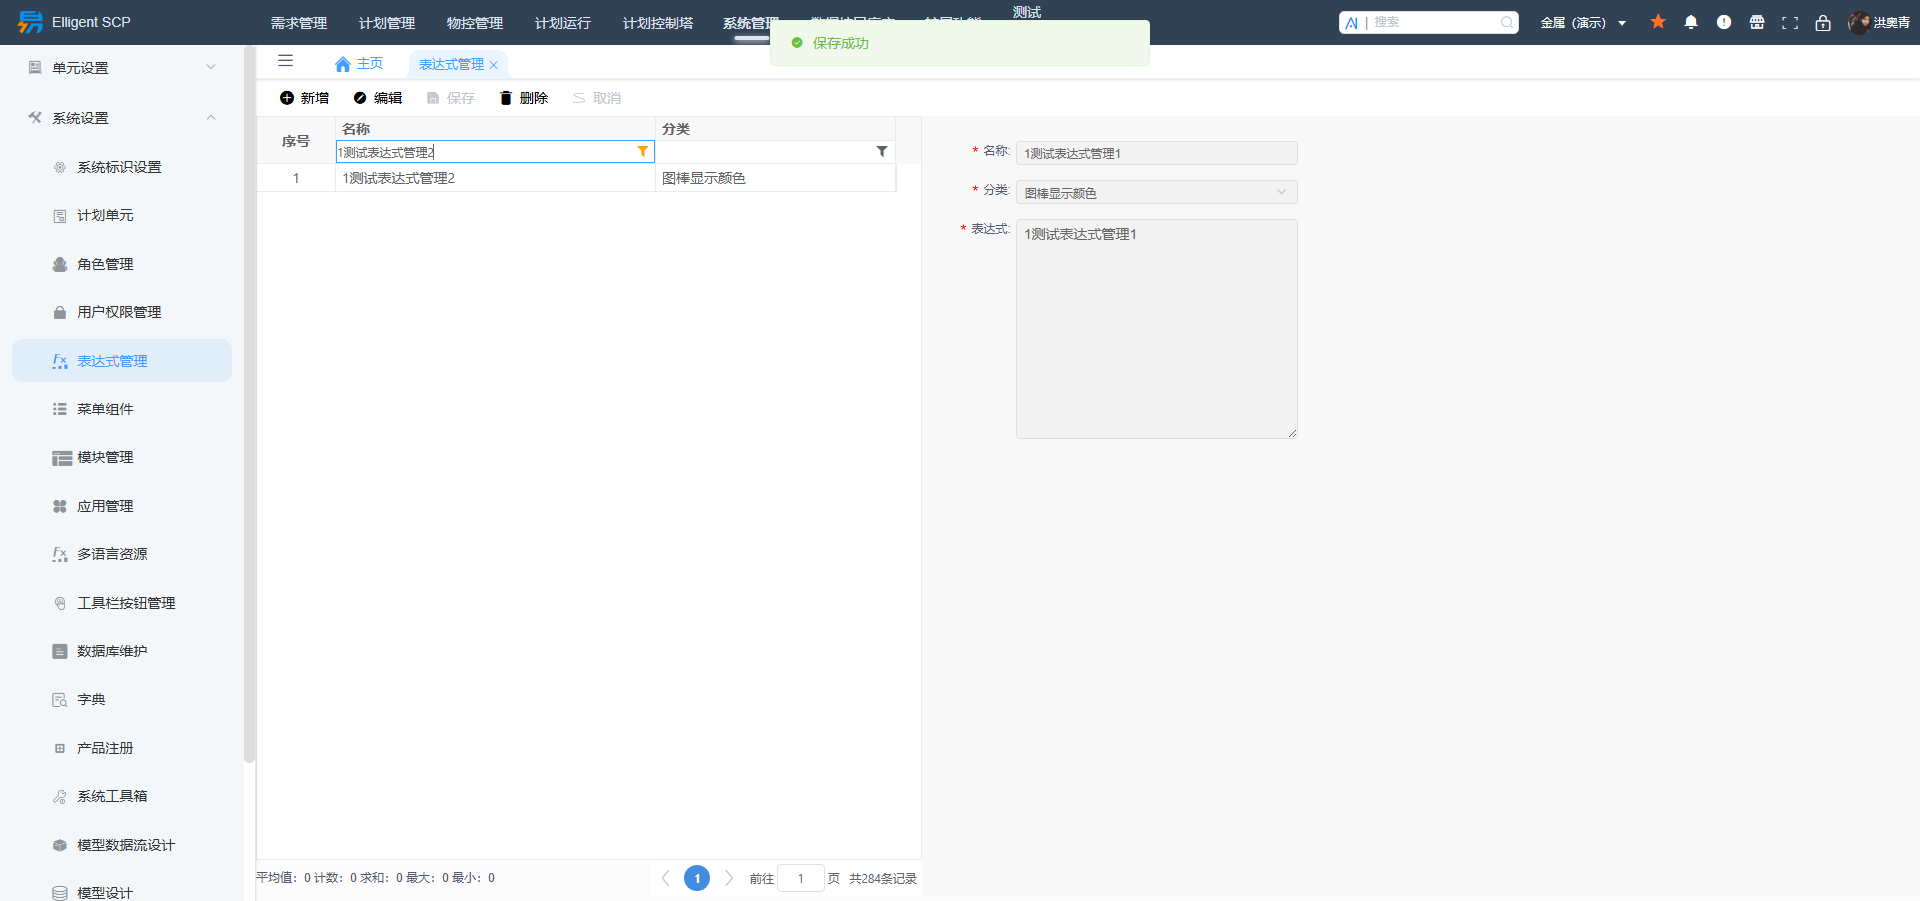 Elligent SCP
需求管理 计划管理 物控管理 计划运行 计划控制塔 系统管理 测试
AI | 搜索
金属（演示）
洪奥青
保存成功
主页 表达式管理
新增 编辑 保存 删除 取消
单元设置
系统设置
系统标识设置
计划单元
角色管理
用户权限管理
表达式管理
菜单组件
模块管理
应用管理
多语言资源
工具栏按钮管理
数据库维护
字典
产品注册
系统工具箱
模型数据流设计
模型设计
序号 名称 分类
1测试表达式管理2
1 1测试表达式管理2 图棒显示颜色
* 名称: 1测试表达式管理1
* 分类: 图棒显示颜色
* 表达式: 1测试表达式管理1
平均值：0 计数：0 求和：0 最大：0 最小：0
1 前往 1 页 共284条记录